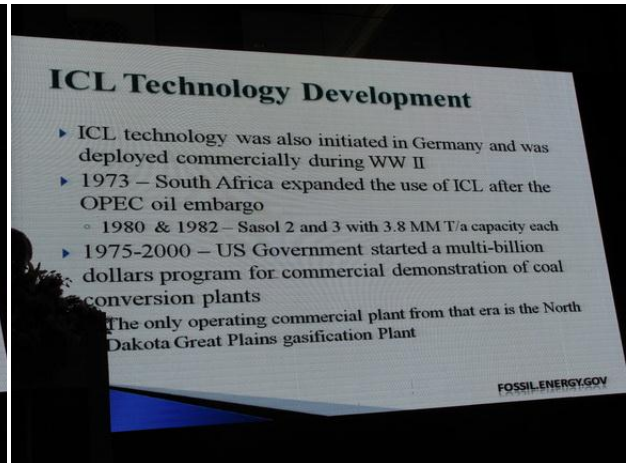 ICL Technology Development
ICL technology was also initiated in Germany and was
deployed commercially during WW II
1973 – South Africa expanded the use of ICL after the
OPEC oil embargo
1980 & 1982 – Sasol 2 and 3 with 3.8 MM T/a capacity each
1975-2000 – US Government started a multi-billion
dollars program for commercial demonstration of coal
conversion plants
The only operating commercial plant from that era is the North
Dakota Great Plains gasification Plant
FOSSIL.ENERGY.GOV